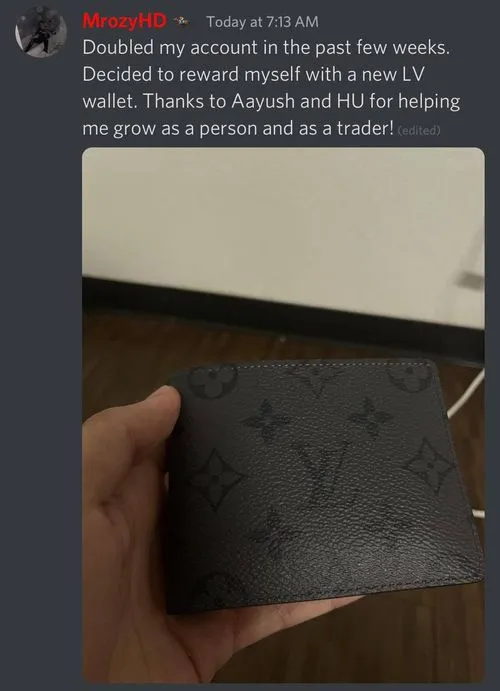 MrozyHD Today at 7:13 AM
Doubled my account in the past few weeks.
Decided to reward myself with a new LV
wallet. Thanks to Aayush and HU for helping
me grow as a person and as a trader! (edited)
LV